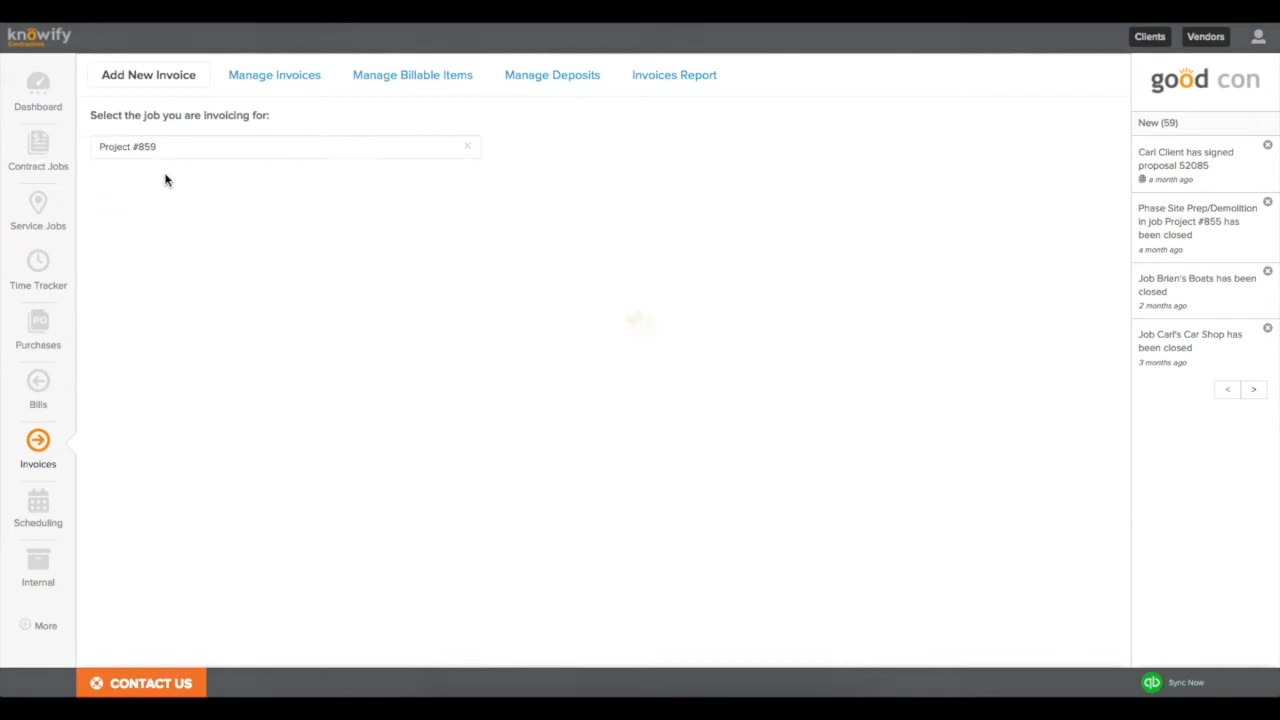 knowify
Contractors
Clients
Vendors
Dashboard
Contract Jobs
Service Jobs
Time Tracker
PO
Purchases
Bills
Invoices
Scheduling
Internal
More
Add New Invoice
Manage Invoices
Manage Billable Items
Manage Deposits
Invoices Report
Select the job you are invoicing for:
Project #859
good con
New (59)
Carl Client has signed
proposal 52085
a month ago
Phase Site Prep/Demolition
in job Project #855 has
been closed
a month ago
Job Brian's Boats has been
closed
2 months ago
Job Carl's Car Shop has
been closed
3 months ago
<
>
CONTACT US
qb
Sync Now